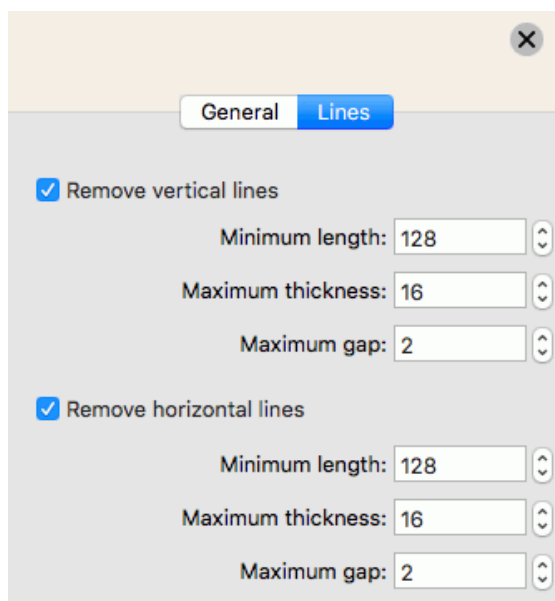 General Lines
Remove vertical lines
Minimum length: 128
Maximum thickness: 16
Maximum gap: 2
Remove horizontal lines
Minimum length: 128
Maximum thickness: 16
Maximum gap: 2